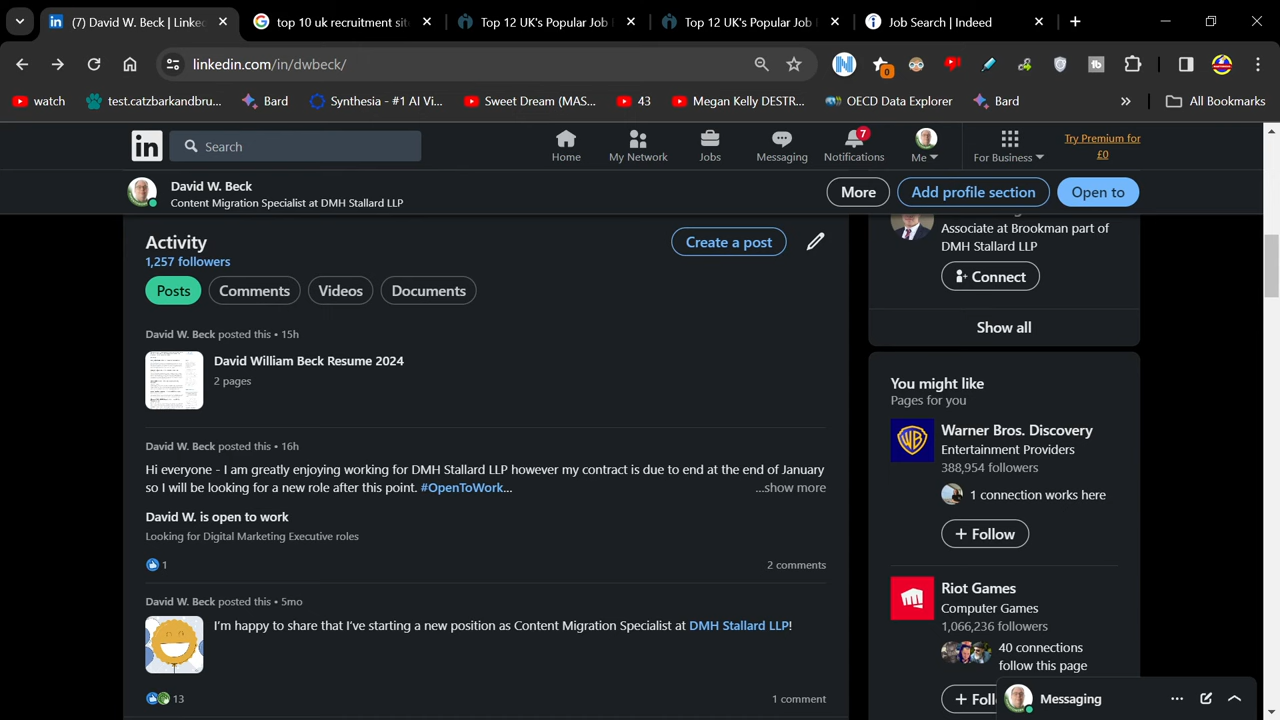 (7) David W. Beck | Linke
top 10 uk recruitment sit
Top 12 UK's Popular Job
Top 12 UK's Popular Job
Job Search | Indeed
linkedin.com/in/dwbeck/
0
watch
test.catzbarkandbru...
Bard
Synthesia - #1 AI Vi...
Sweet Dream (MAS...
43
Megan Kelly DESTR...
OECD Data Explorer
Bard
All Bookmarks
in
Search
Home
My Network
Jobs
Messaging
7
Notifications
Me
For Business
Try Premium for
£0
David W. Beck
Content Migration Specialist at DMH Stallard LLP
More
Add profile section
Open to
Activity
1,257 followers
Create a post
Posts
Comments
Videos
Documents
David W. Beck posted this • 15h
David William Beck Resume 2024
2 pages
David W. Beck posted this • 16h
Hi everyone - I am greatly enjoying working for DMH Stallard LLP however my contract is due to end at the end of January
so I will be looking for a new role after this point. #OpenToWork...
...show more
David W. is open to work
Looking for Digital Marketing Executive roles
1
2 comments
David W. Beck posted this • 5mo
I'm happy to share that I've starting a new position as Content Migration Specialist at DMH Stallard LLP!
13
1 comment
Associate at Brookman part of
DMH Stallard LLP
Connect
Show all
You might like
Pages for you
Warner Bros. Discovery
Entertainment Providers
388,954 followers
1 connection works here
+ Follow
Riot Games
Computer Games
1,066,236 followers
40 connections
follow this page
+ Foll
Messaging